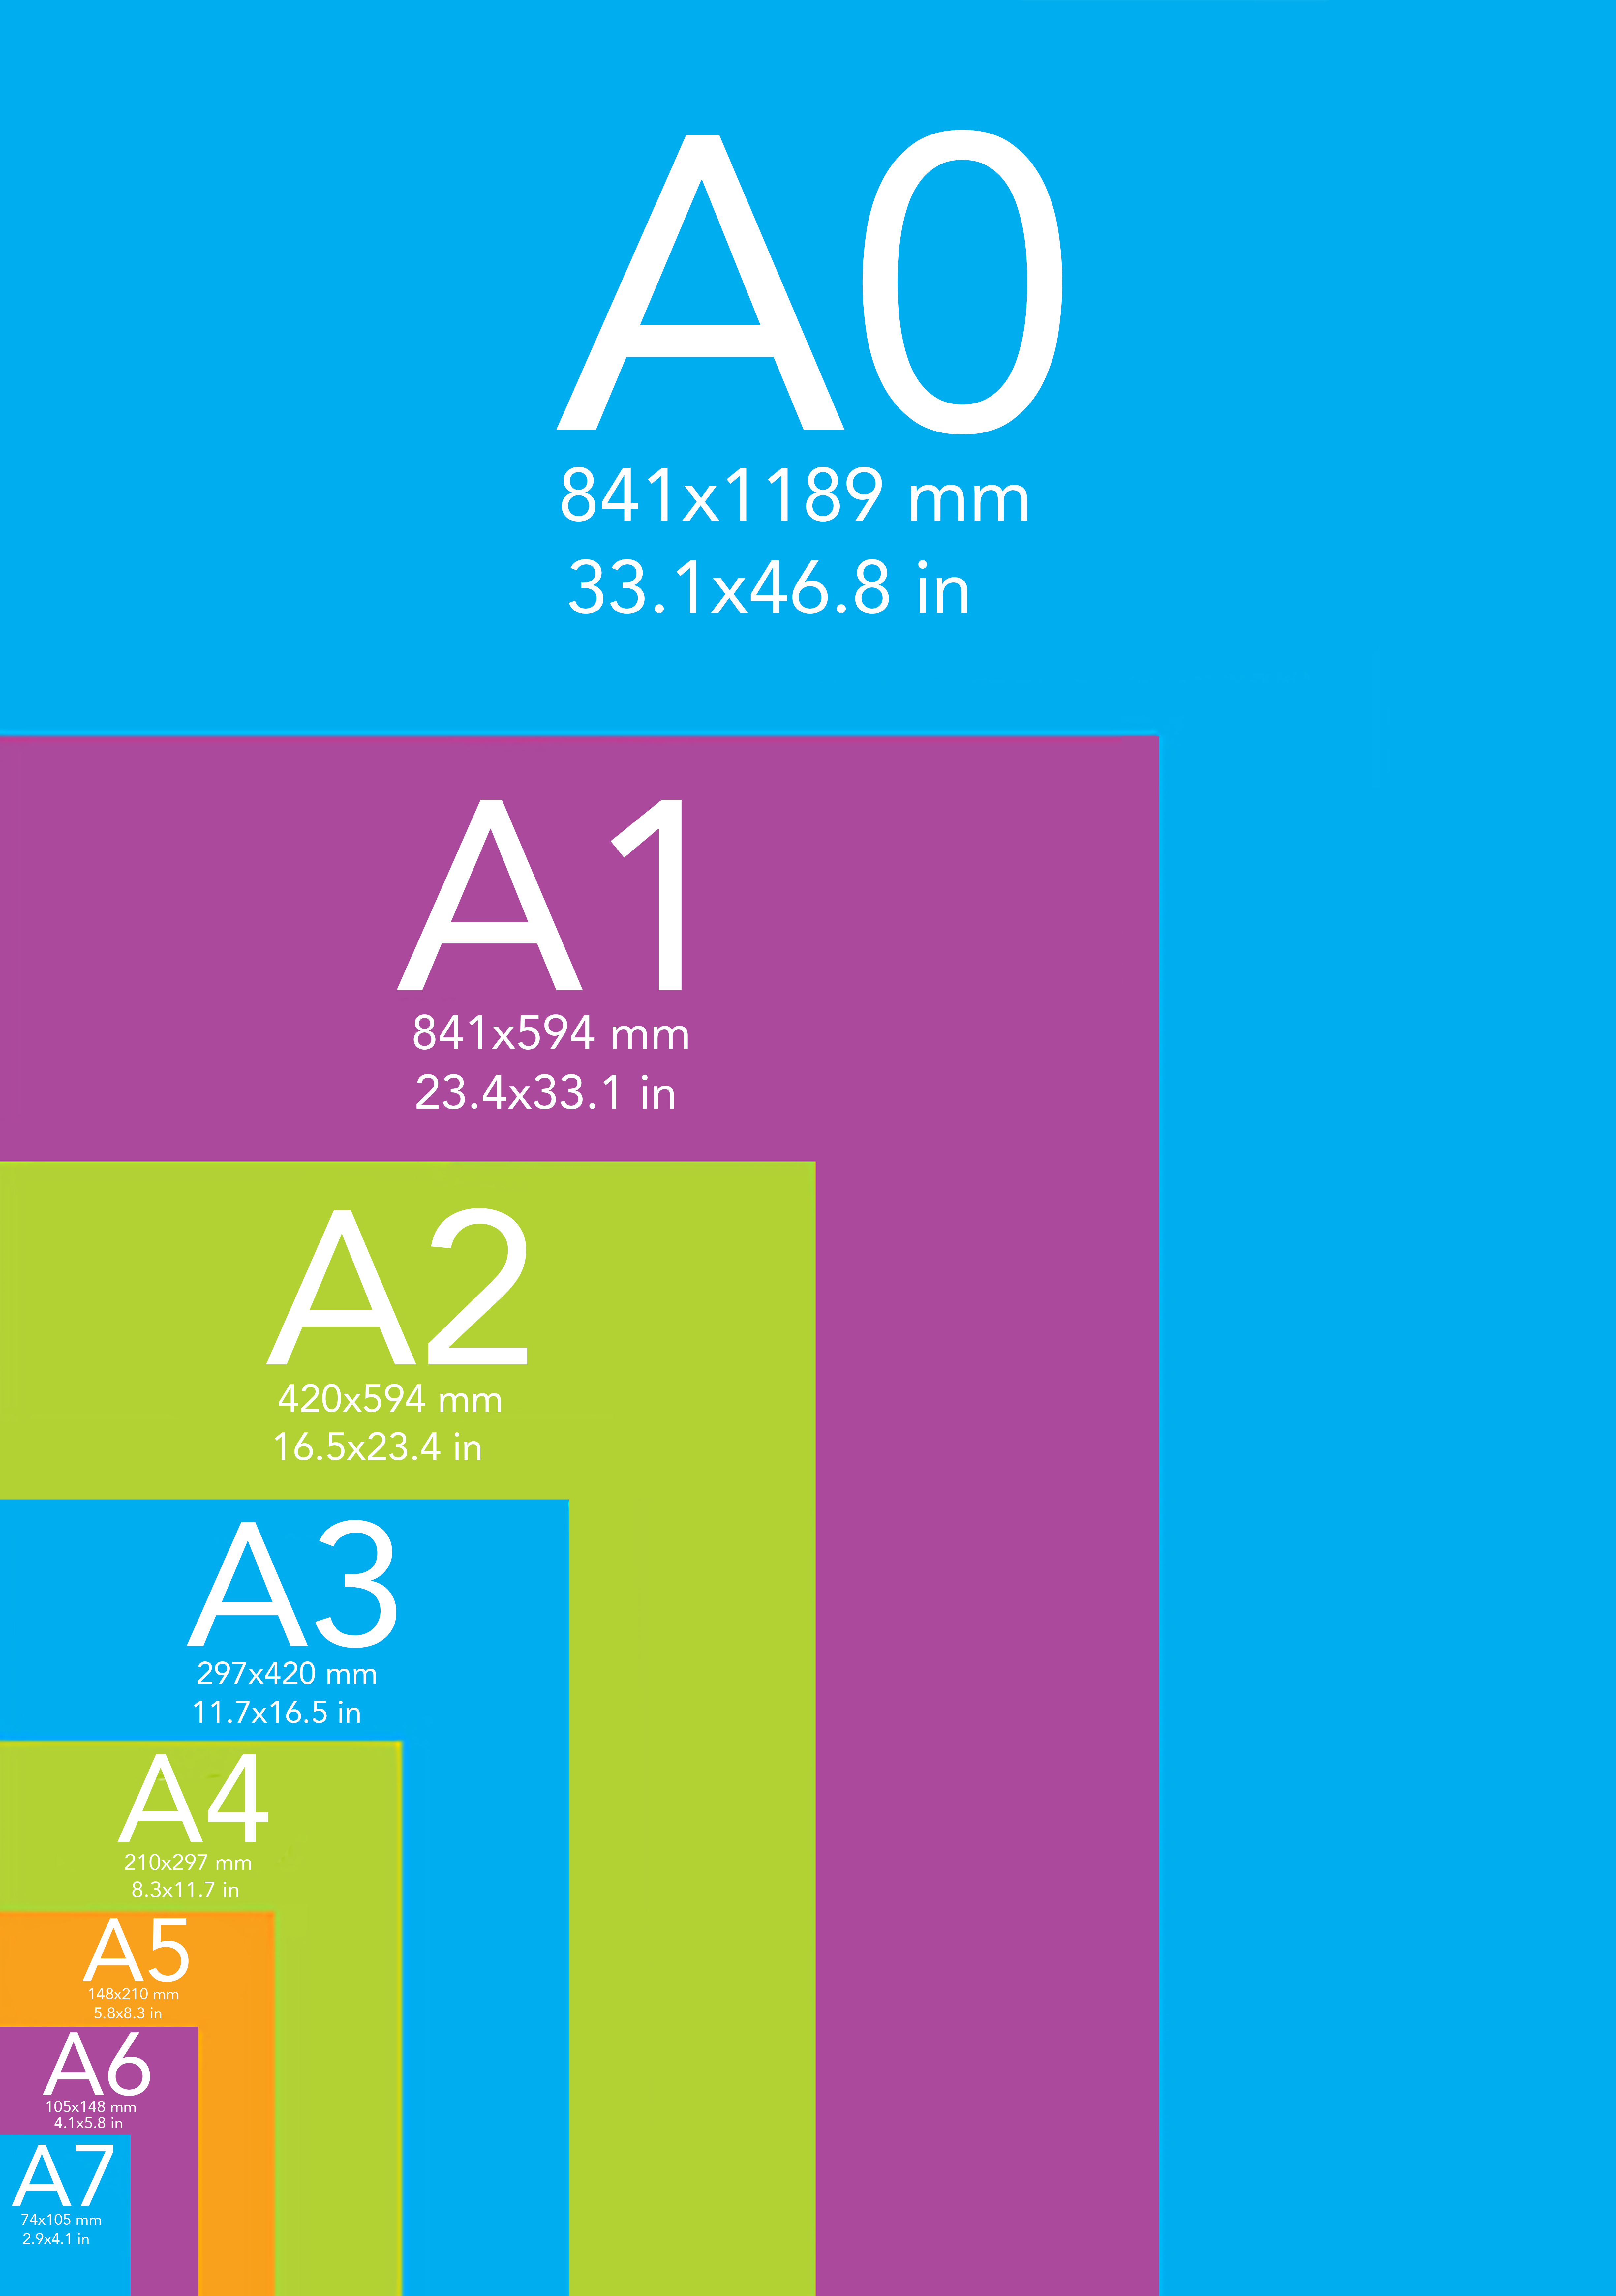 A0
841x1189 mm
33.1x46.8 in
A1
841x594 mm
23.4x33.1 in
A2
420x594 mm
16.5x23.4 in
A3
297x420 mm
11.7x16.5 in
A4
210x297 mm
8.3x11.7 in
A5
148x210 mm
5.8x8.3 in
A6
105x148 mm
4.1x5.8 in
A7
74x105 mm
2.9x4.1 in